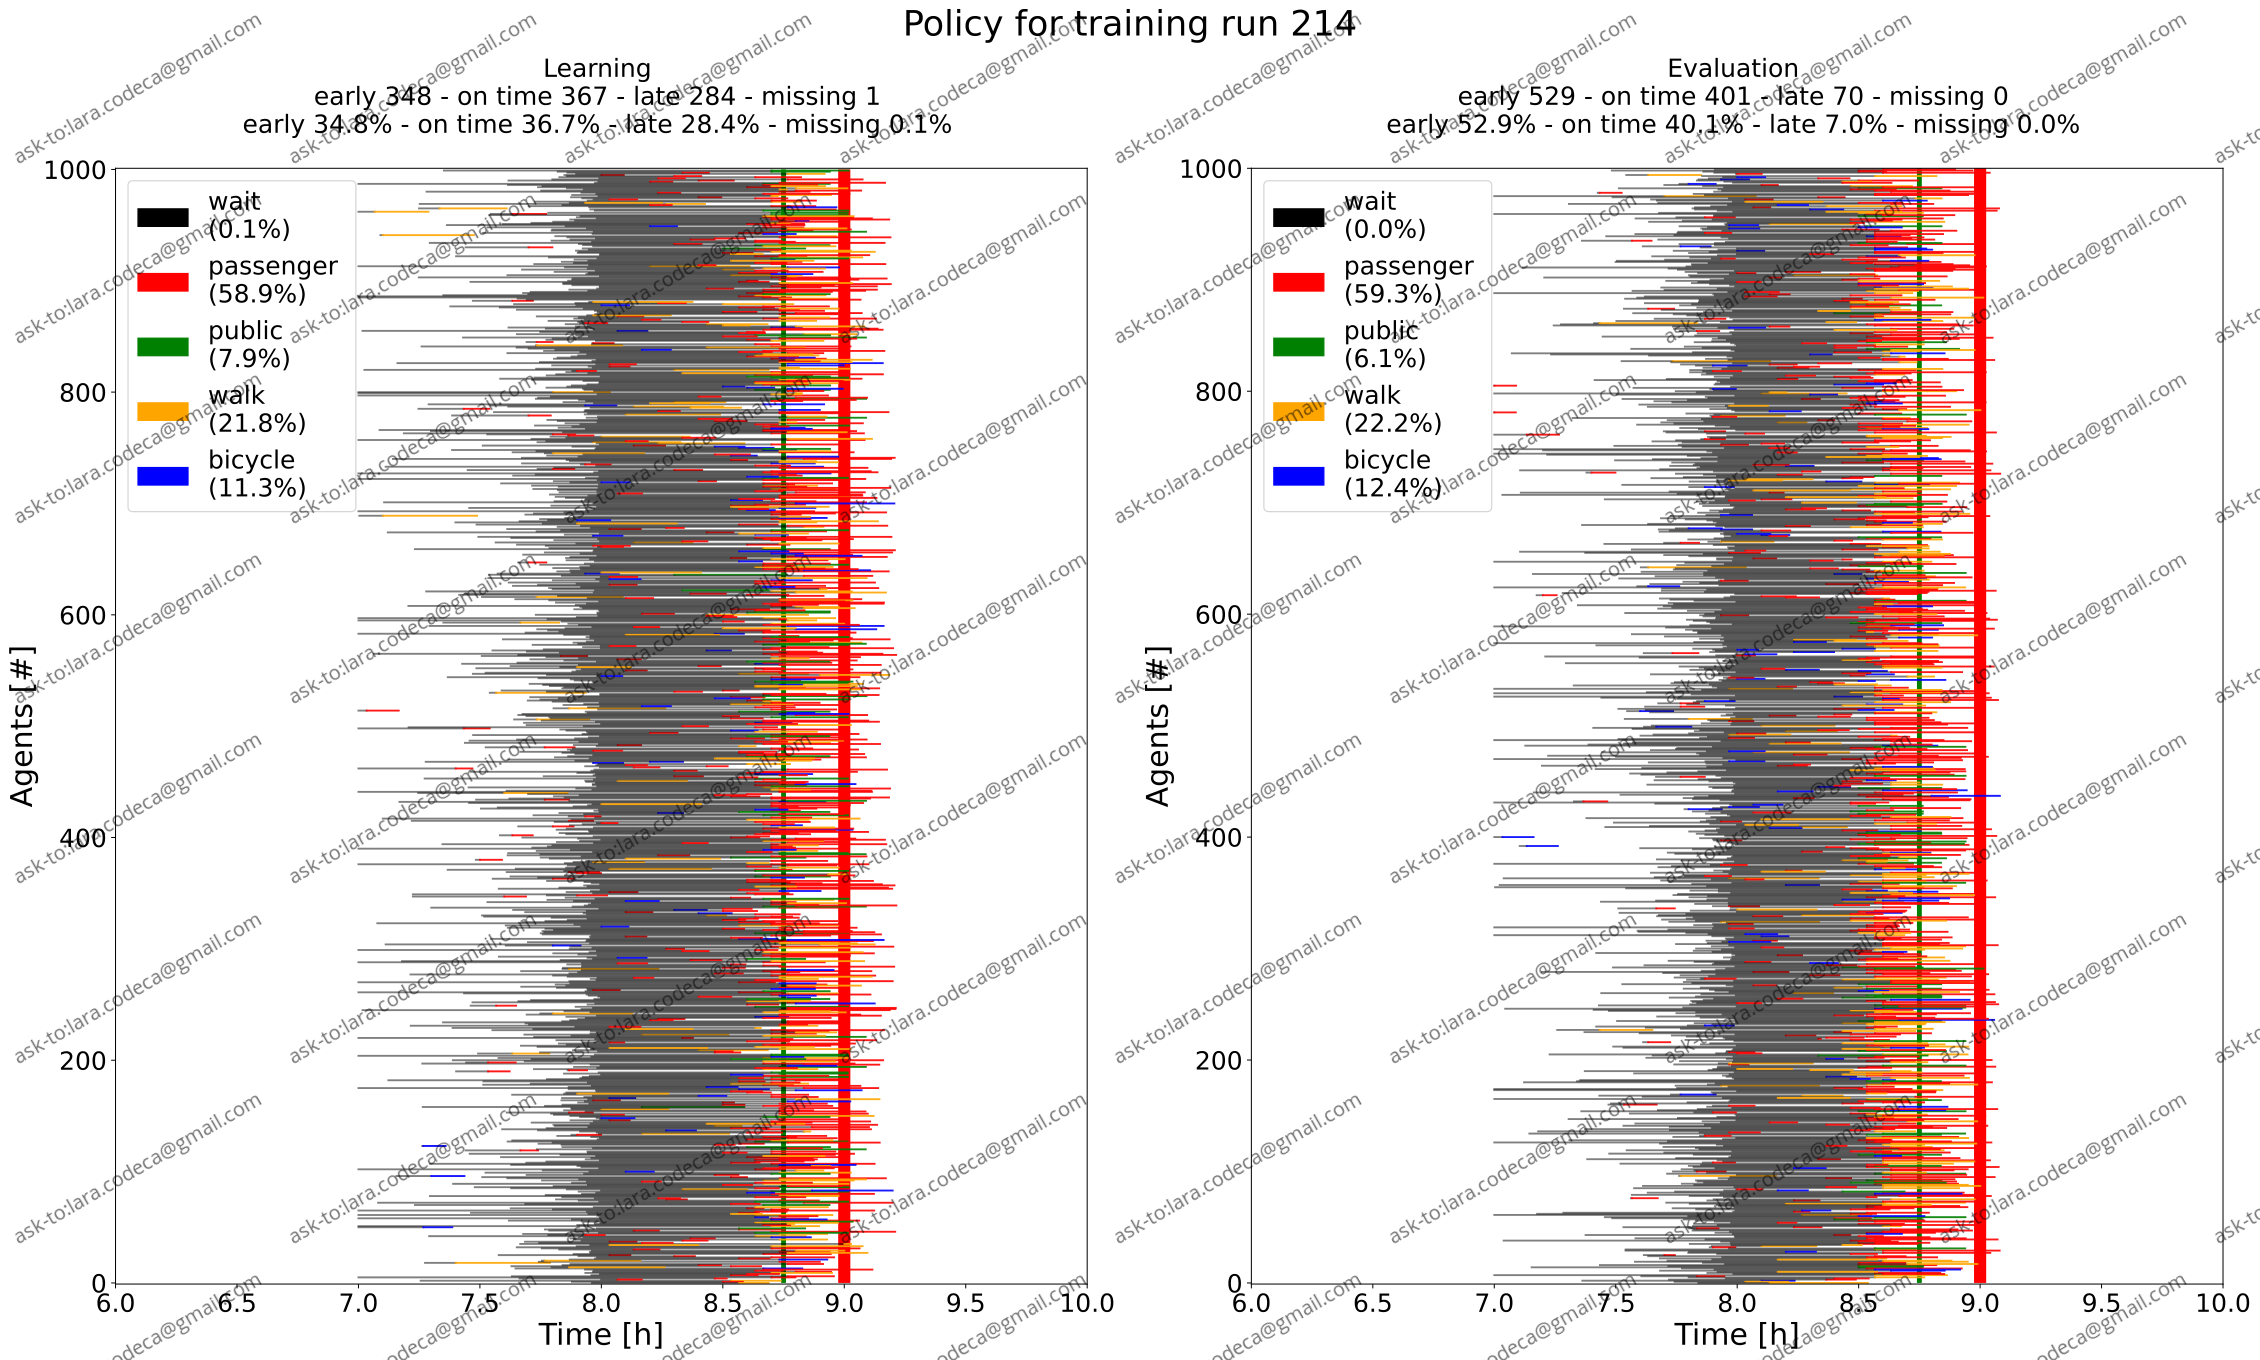 Policy for training run 214
Learning
early 348 - on time 367 - late 284 - missing 1
early 34.8% - on time 36.7% - late 28.4% - missing 0.1%
wait
(0.1%)
passenger
(58.9%)
public
(7.9%)
walk
(21.8%)
bicycle
(11.3%)
1000
800
600
400
200
0
Agents [#]
6.0 6.5 7.0 7.5 8.0 8.5 9.0 9.5 10.0
Time [h]
Evaluation
early 529 - on time 401 - late 70 - missing 0
early 52.9% - on time 40.1% - late 7.0% - missing 0.0%
wait
(0.0%)
passenger
(59.3%)
public
(6.1%)
walk
(22.2%)
bicycle
(12.4%)
1000
800
600
400
200
0
Agents [#]
6.0 6.5 7.0 7.5 8.0 8.5 9.0 9.5 10.0
Time [h]
ask-to:lara.codeca@gmail.com